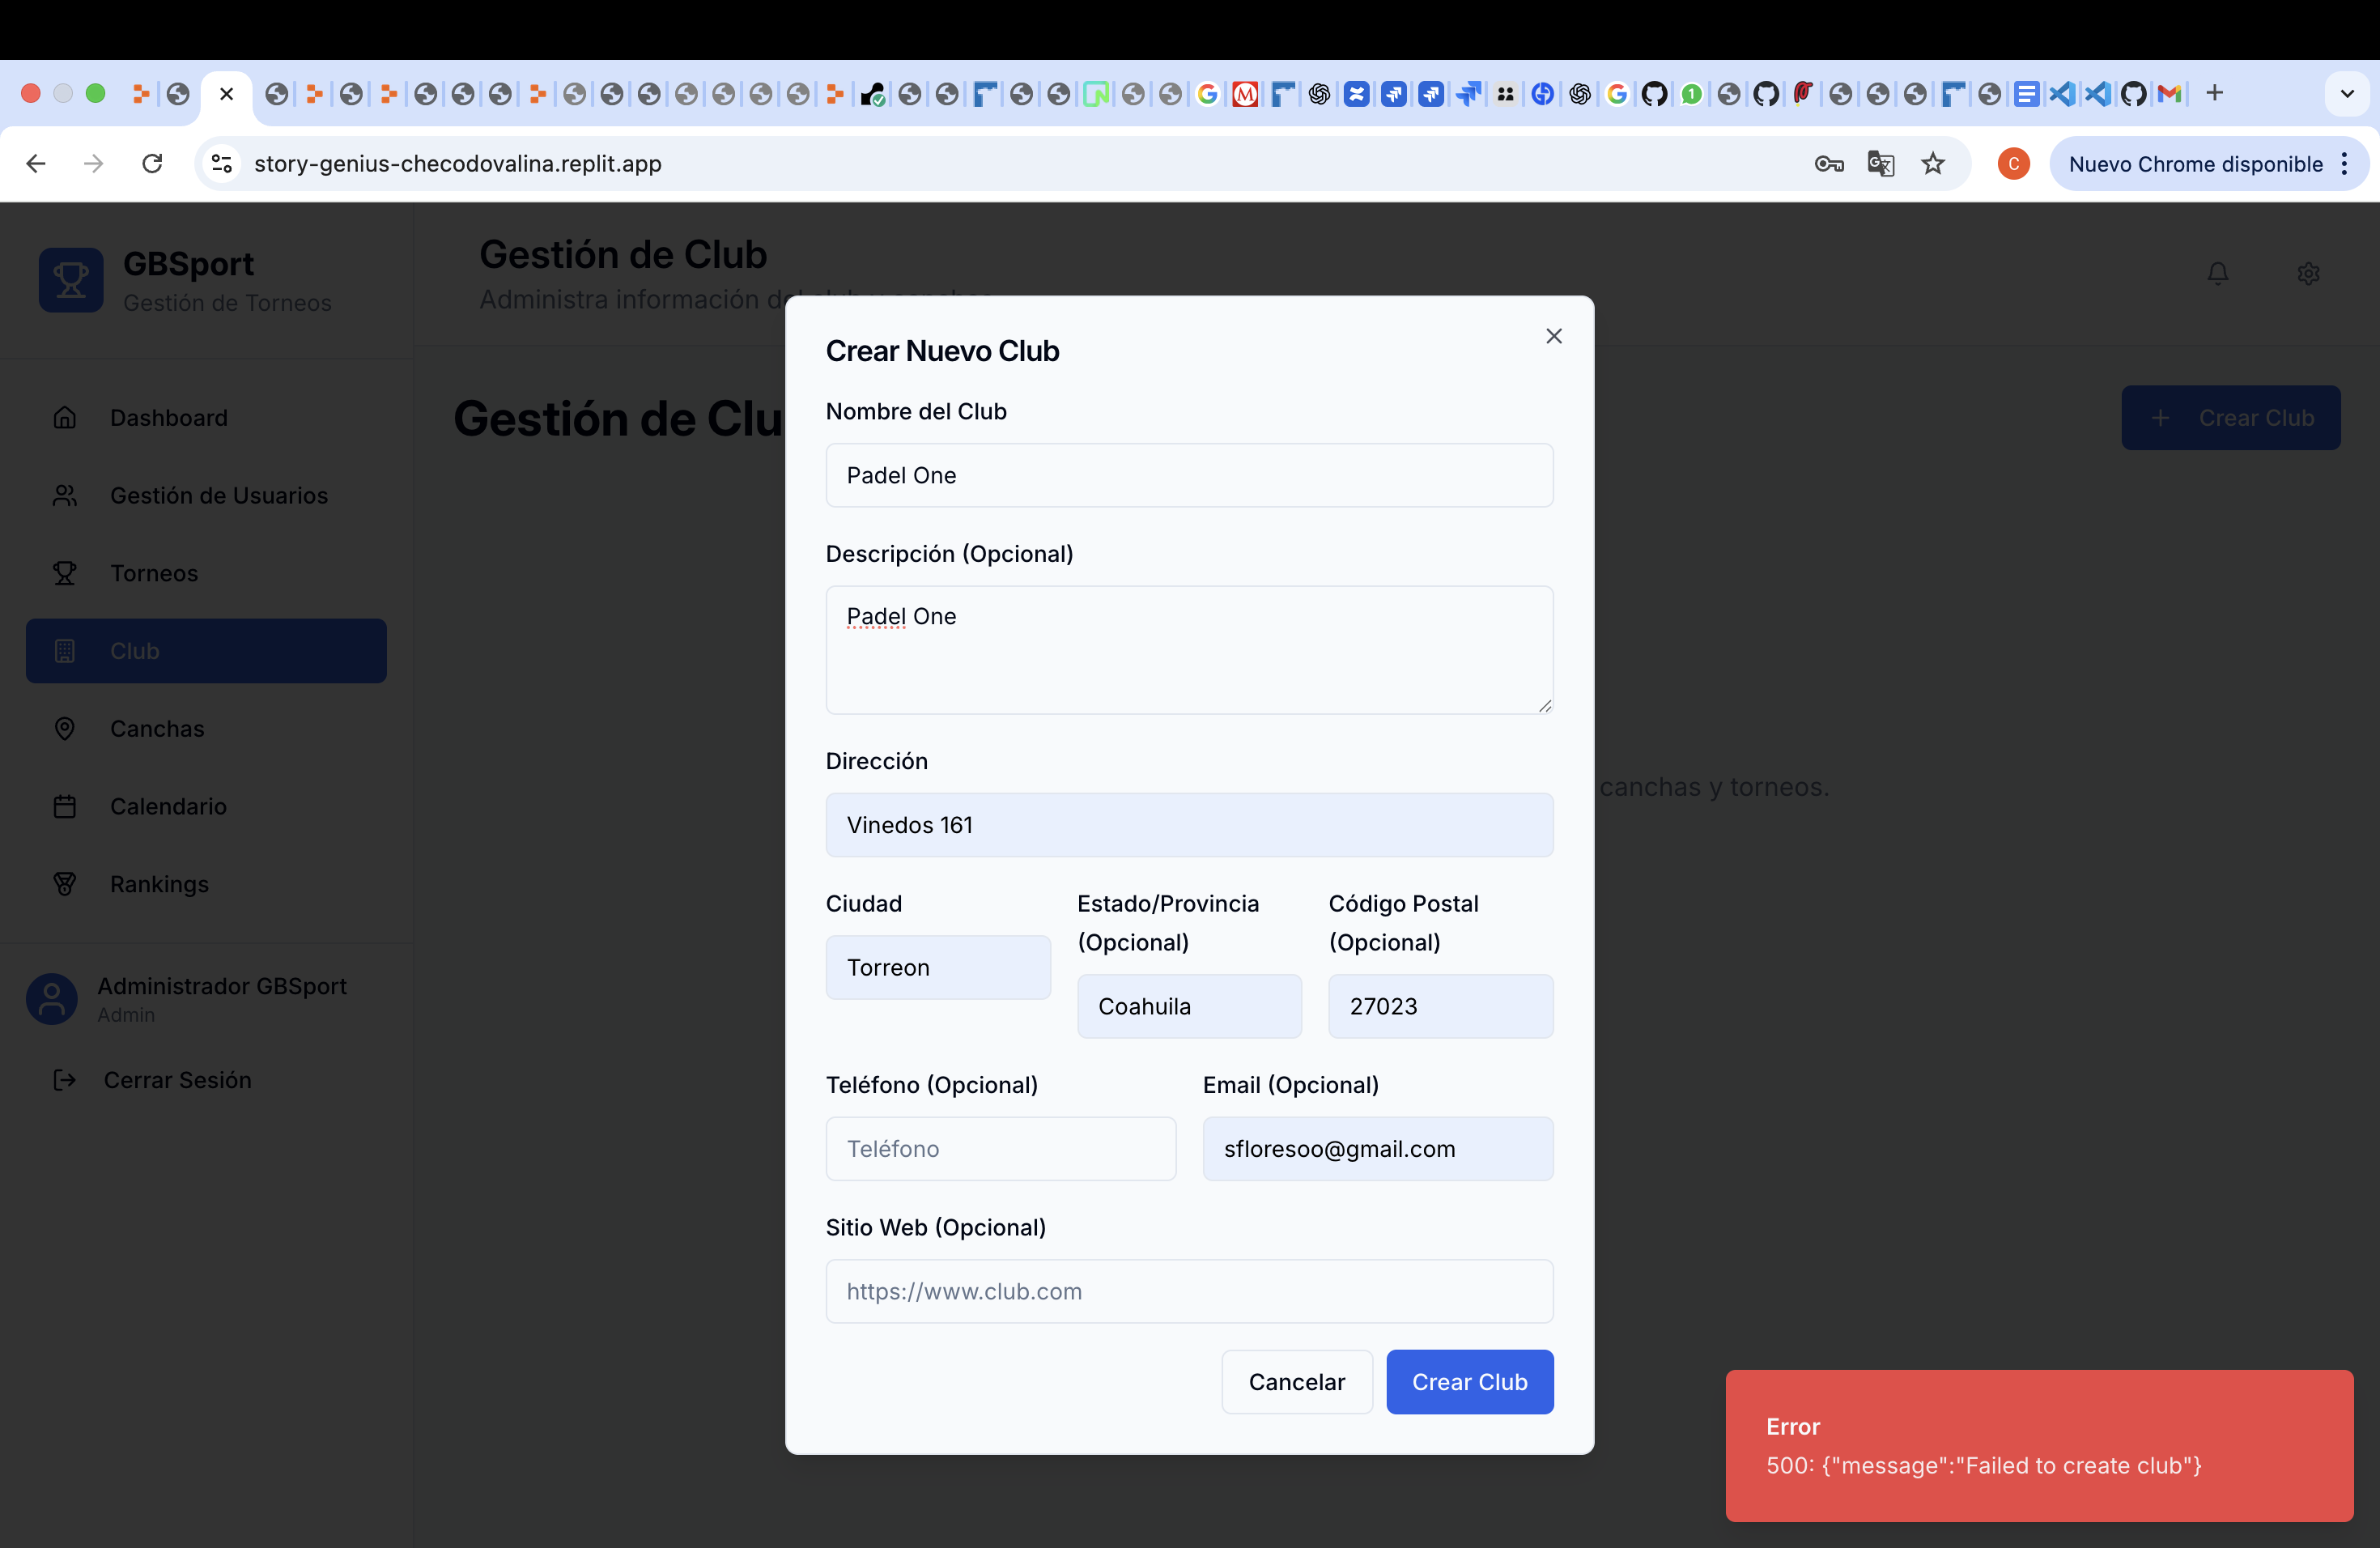 story-genius-checodovalina.replit.app
C
Nuevo Chrome disponible
GBSport
Gestión de Torneos
Gestión de Club
Dashboard
Gestión de Usuarios
Torneos
Club
Canchas
Calendario
Rankings
Administrador GBSport
Admin
Cerrar Sesión
Administra información
Gestión de Clu
Crear Club
canchas y torneos.
Crear Nuevo Club
Nombre del Club
Padel One
Descripción (Opcional)
Padel One
Dirección
Vinedos 161
Ciudad
Torreon
Estado/Provincia
(Opcional)
Coahuila
Código Postal
(Opcional)
27023
Teléfono (Opcional)
Teléfono
Email (Opcional)
sfloresoo@gmail.com
Sitio Web (Opcional)
https://www.club.com
Cancelar
Crear Club
Error
500: {"message":"Failed to create club"}